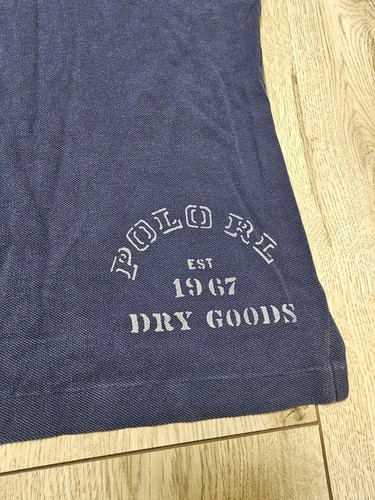 POLO RL
EST
1967
DRY GOODS